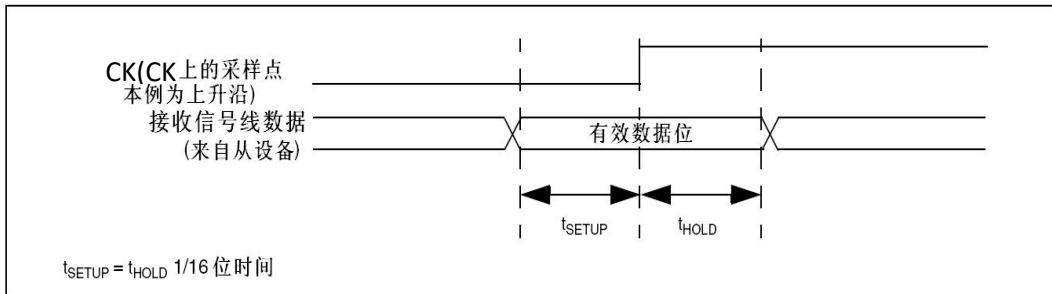 CK(CK上的采样点
本例为上升沿)
接收信号线数据
(来自从设备)
有效数据位
tSETUP
tHOLD
tSETUP = tHOLD 1/16 位时间